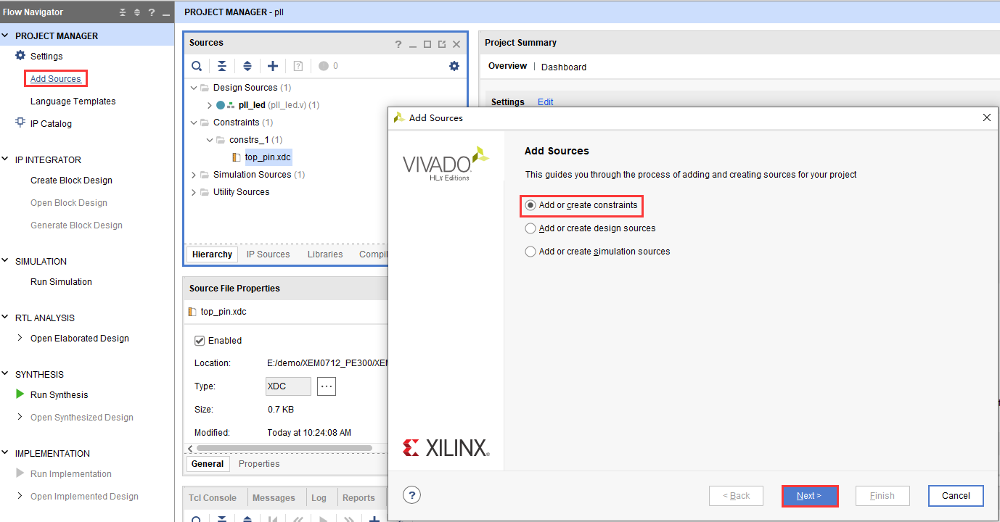 Flow Navigator
PROJECT MANAGER
Settings
Add Sources
Language Templates
IP Catalog
IP INTEGRATOR
Create Block Design
Open Block Design
Generate Block Design
SIMULATION
Run Simulation
RTL ANALYSIS
Open Elaborated Design
SYNTHESIS
Run Synthesis
Open Synthesized Design
IMPLEMENTATION
Run Implementation
Open Implemented Design
PROJECT MANAGER - pll
Sources
0
Design Sources (1)
pll_led (pll_led.v) (1)
Constraints (1)
constrs_1 (1)
top_pin.xdc
Simulation Sources (1)
Utility Sources
Hierarchy IP Sources Libraries Compil
Source File Properties
top_pin.xdc
Enabled
Location: E:/demo/XEM0712_PE300/XEM
Type: XDC ...
Size: 0.7 KB
Modified: Today at 10:24:08 AM
General Properties
Tcl Console Messages Log Reports
Project Summary
Overview | Dashboard
Settings Edit
Add Sources
VIVADO
HLx Editions
XILINX
Add Sources
This guides you through the process of adding and creating sources for your project
Add or create constraints
Add or create design sources
Add or create simulation sources
? < Back Next > Finish Cancel